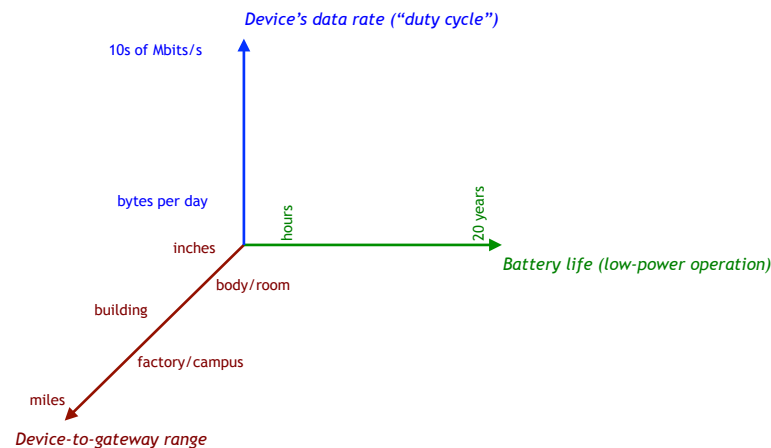 Device’s data rate (“duty cycle”)
10s of Mbits/s
bytes per day
hours
20 years
inches
Battery life (low-power operation)
body/room
building
factory/campus
miles
Device-to-gateway range